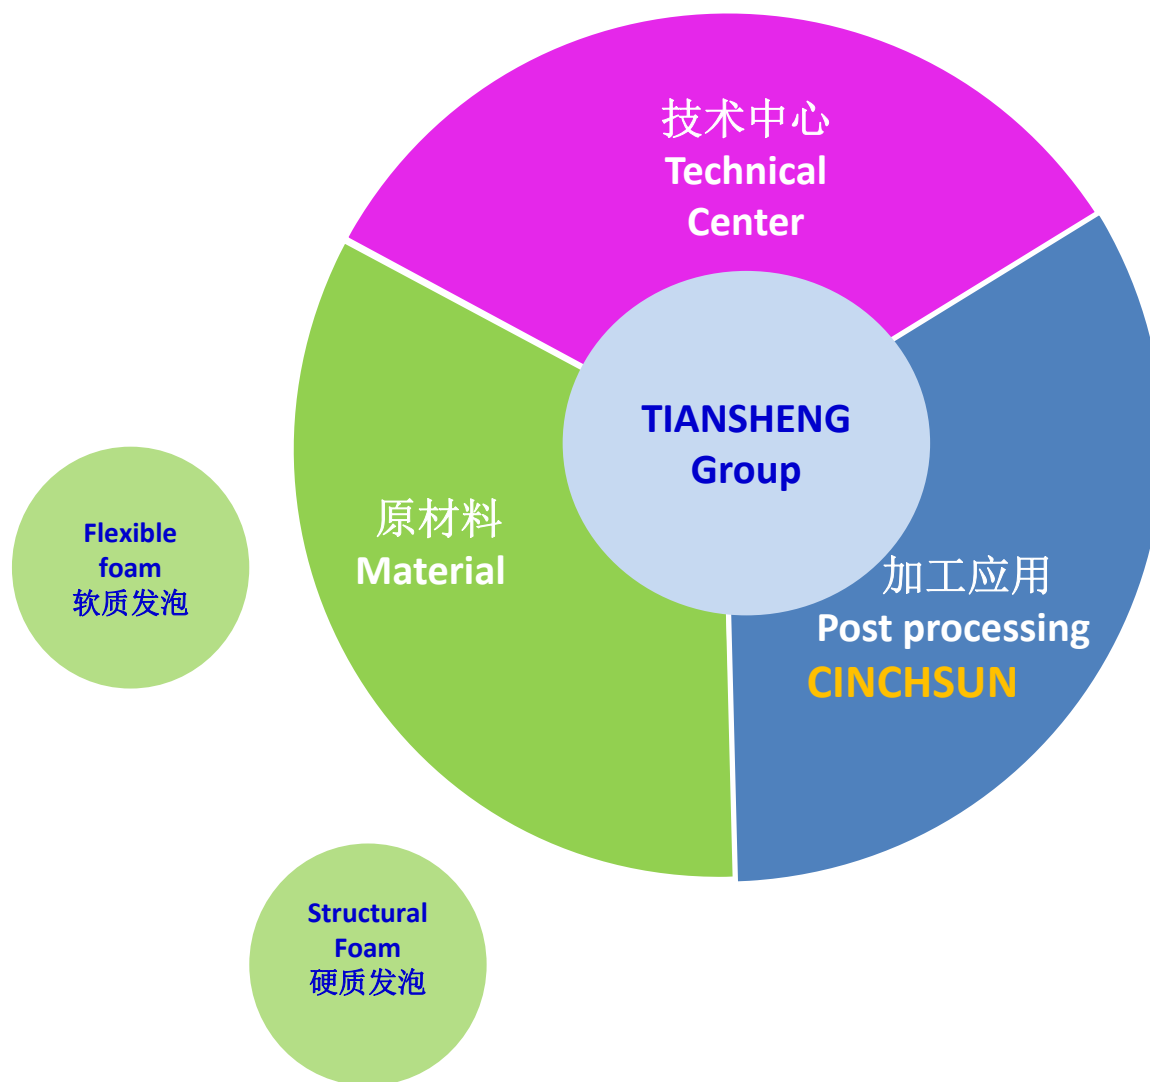 技术中心
Technical
Center
TIANSHENG
Group
原材料
Material
加工应用
Post processing
CINCHSUN
Flexible
foam
软质发泡
Structural
Foam
硬质发泡